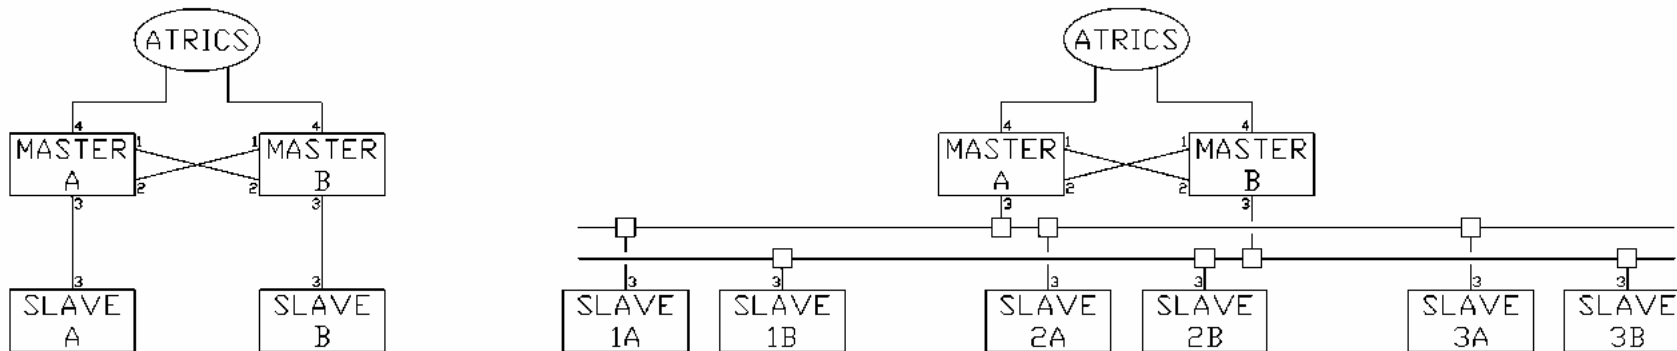 ATRICS ATRICS
4 4 4 4
MASTER 1 1 MASTER MASTER 1 1 MASTER
A 2 2 B A 2 2 B
3 3 3 3
3 3 3 3 3 3 3 3
SLAVE SLAVE SLAVE SLAVE SLAVE SLAVE SLAVE SLAVE
A B 1A 1B 2A 2B 3A 3B